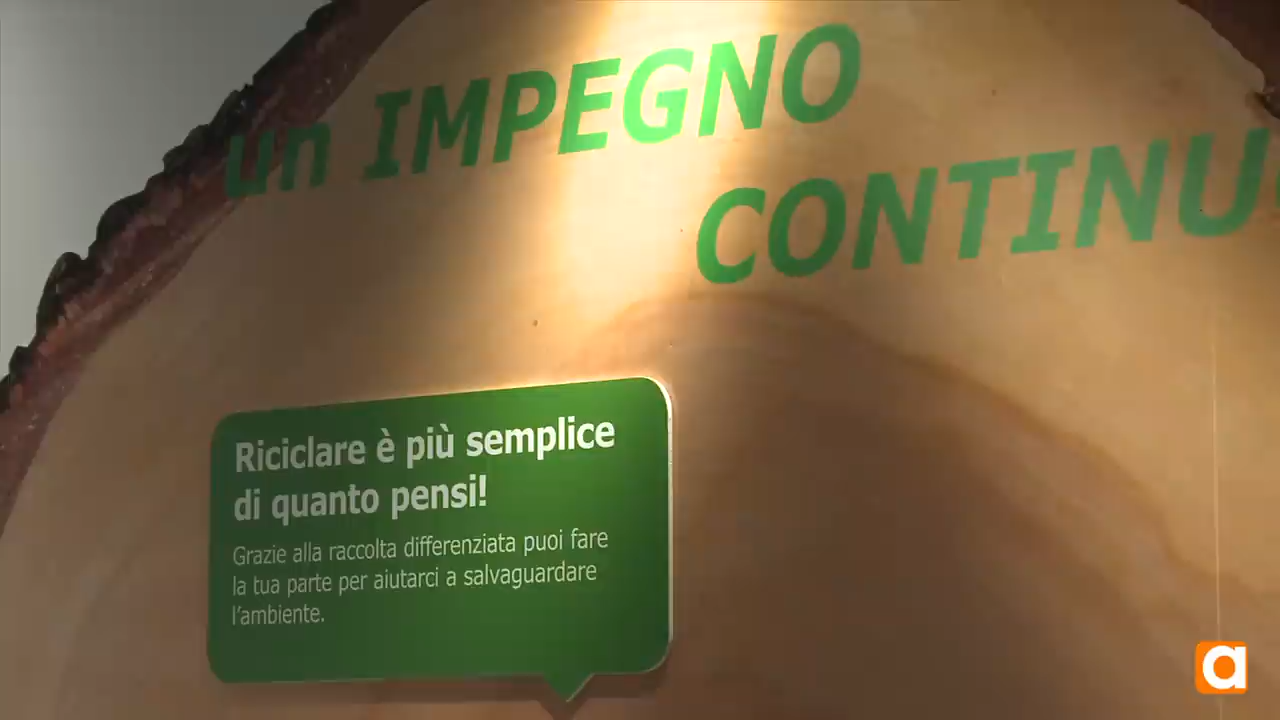 un IMPEGNO
CONTINUO
Riciclare è più semplice
di quanto pensi!
Grazie alla raccolta differenziata puoi fare
la tua parte per aiutarci a salvaguardare
l'ambiente.
a